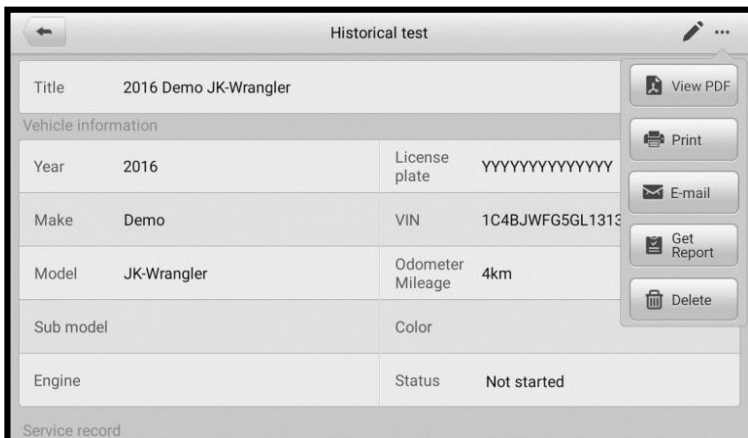 Historical test
Title 2016 Demo JK-Wrangler
View PDF
Vehicle information
Print
Year 2016 License plate YYYYYYYYYYYYYY
E-mail
Make Demo VIN 1C4BJWFG5GL1313
Get Report
Model JK-Wrangler Odometer Mileage 4km
Delete
Sub model Color
Engine Status Not started
Service record